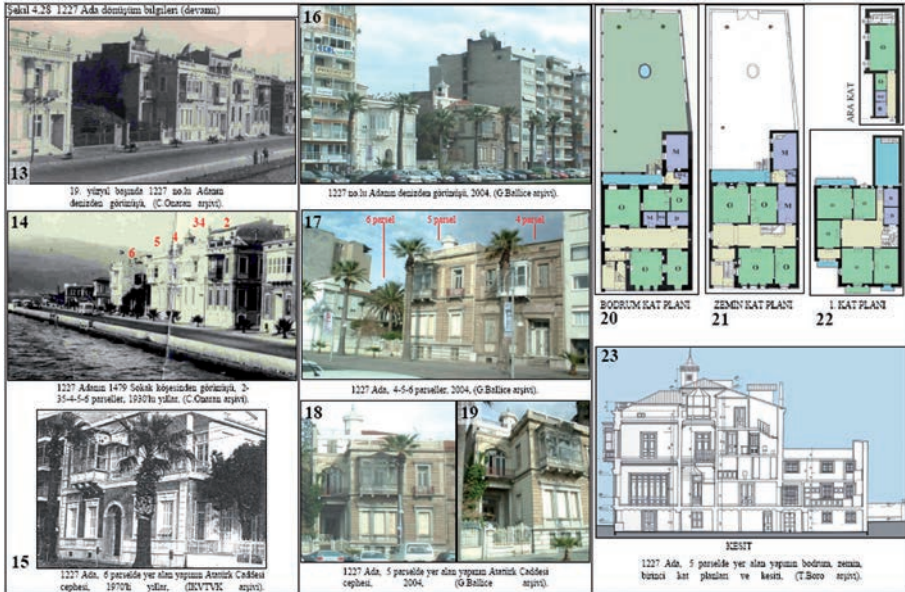 Şekil 4.28 1227 Ada dönüşüm bilgileri (devamı)
13
19. yüzyıl başında 1227 no.lu Adanın
denizden görünüşü, (C.Onaran arşivi).
14
6 5 4 34 2
1227 Adanın 1479 Sokak köşesinden görünüşü, 2-
35-4-5-6 parseller, 1930'lu yıllar, (C.Onaran arşivi).
15
1227 Ada, 6 parselde yer alan yapının Atatürk Caddesi
cephesi, 1970'li yıllar, (IKVTVK arşivi).
16
1227 no.lu Adanın denizden görünüşü, 2004, (G.Ballice arşivi).
17
6 parsel 5 parsel 4 parsel
1227 Ada, 4-5-6 parseller, 2004, (G.Ballice arşivi).
18
19
1227 Ada, 5 parselde yer alan yapının Atatürk Caddesi
cephesi, 2004, (G.Ballice arşivi).
ARA KAT
BODRUM KAT PLANI
20
ZEMİN KAT PLANI
21
1. KAT PLANI
22
23
KESİT
1227 Ada, 5 parselde yer alan yapının bodrum, zemin,
birinci kat planları ve kesiti, (T.Boro arşivi).